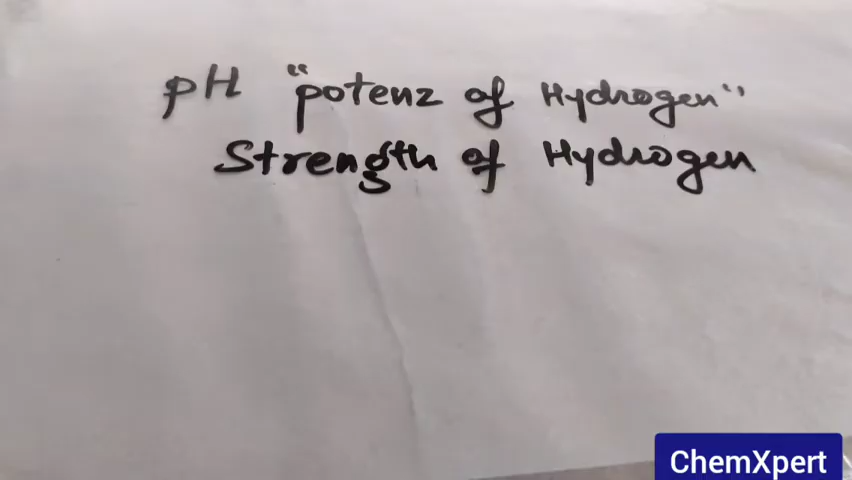 pH "potenz of Hydrogen"
Strength of Hydrogen
ChemXpert